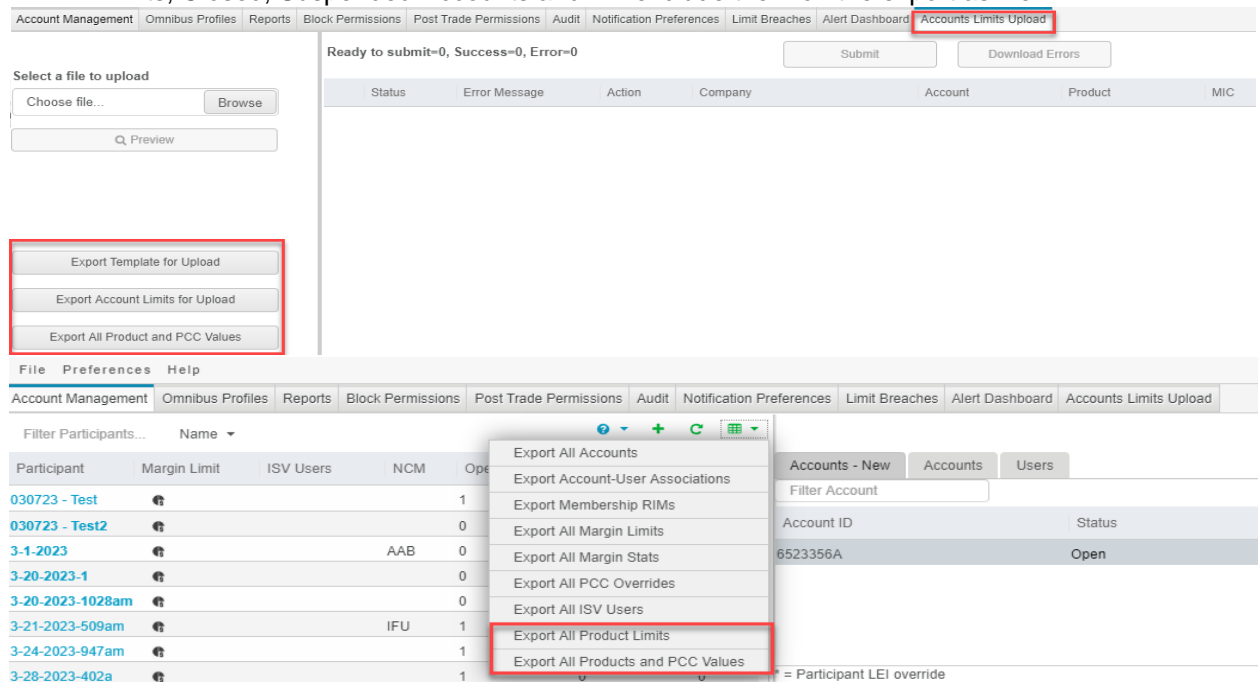 Account Management Omnibus Profiles Reports Block Permissions Post Trade Permissions Audit Notification Preferences Limit Breaches Alert Dashboard Accounts Limits Upload
Ready to submit=0, Success=0, Error=0 Submit Download Errors
Select a file to upload
Choose file... Browse
Status Error Message Action Company Account Product MIC
Preview
Export Template for Upload
Export Account Limits for Upload
Export All Product and PCC Values
File Preferences Help
Account Management Omnibus Profiles Reports Block Permissions Post Trade Permissions Audit Notification Preferences Limit Breaches Alert Dashboard Accounts Limits Upload
Filter Participants... Name
Participant Margin Limit ISV Users NCM Ope
Export All Accounts
Export Account-User Associations
Export Membership RIMs
Export All Margin Limits
Export All Margin Stats
Export All PCC Overrides
Export All ISV Users
Export All Product Limits
Export All Products and PCC Values
Accounts - New Accounts Users
Filter Account
Account ID Status
6523356A Open
030723 - Test 1
030723 - Test2 0
3-1-2023 AAB 0
3-20-2023-1 0
3-20-2023-1028am 0
3-21-2023-509am IFU 1
3-24-2023-947am 1
3-28-2023-402a 1
* = Participant LEI override